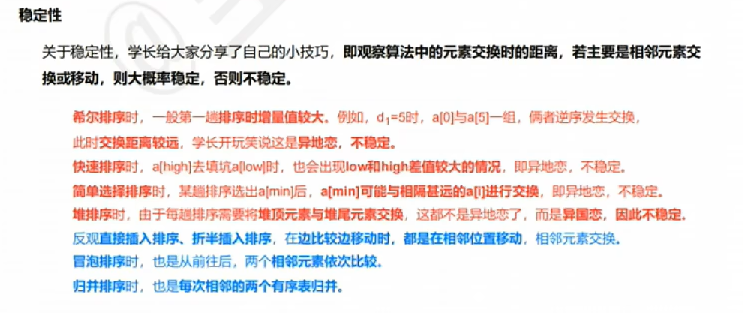 稳定性
关于稳定性，学长给大家分享了自己的小技巧，即观察算法中的元素交换时的距离，若主要是相邻元素交
换或移动，则大概率稳定，否则不稳定。
希尔排序时，一般第一趟排序时增量值较大。例如，d₁=5时，a[0]与a[5]一组，俩者逆序发生交换，
此时交换距离较远，学长开玩笑说这是异地恋，不稳定。
快速排序时，a[high]去填坑a[low]时，也会出现low和high差值较大的情况，即异地恋，不稳定。
简单选择排序时，某趟排序选出a[min]后，a[min]可能与相隔甚远的a[i]进行交换，即异地恋，不稳定。
堆排序时，由于每趟排序需要将堆顶元素与堆尾元素交换，这都不是异地恋了，而是异国恋，因此不稳定。
反观直接插入排序、折半插入排序，在边比较边移动时，都是在相邻位置移动，相邻元素交换。
冒泡排序时，也是从前往后，两个相邻元素依次比较。
归并排序时，也是每次相邻的两个有序表归并。